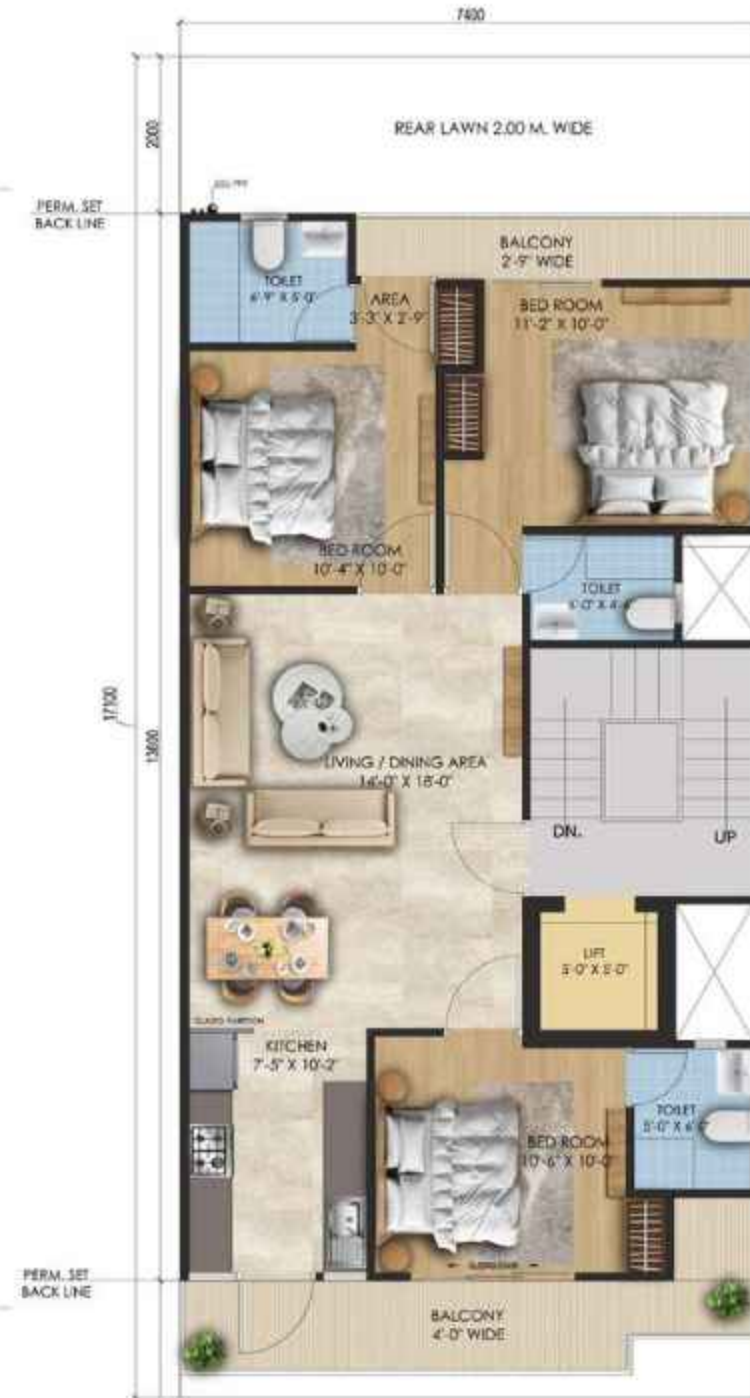 7400
2000
REAR LAWN 2.00 M. WIDE
PERM. SET
BACK LINE
BALCONY
2'-9" WIDE
TOILET
6'-9" X 5'-0"
AREA
3'-3" X 2'-9"
BED ROOM
11'-2" X 10'-0"
BED ROOM
10'-4" X 10'-0"
TOILET
17100
13600
LIVING / DINING AREA
14'-0" X 18'-0"
DN.
UP
LIFT
5'-0" X 5'-0"
KITCHEN
7'-5" X 10'-2"
TOILET
BED ROOM
10'-6" X 10'-0"
PERM. SET
BACK LINE
BALCONY
4'-0" WIDE